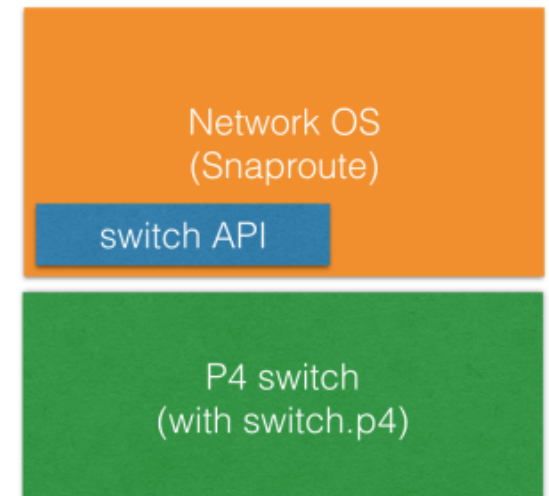 Network OS
(Snaproute)
switch API
P4 switch
(with switch.p4)